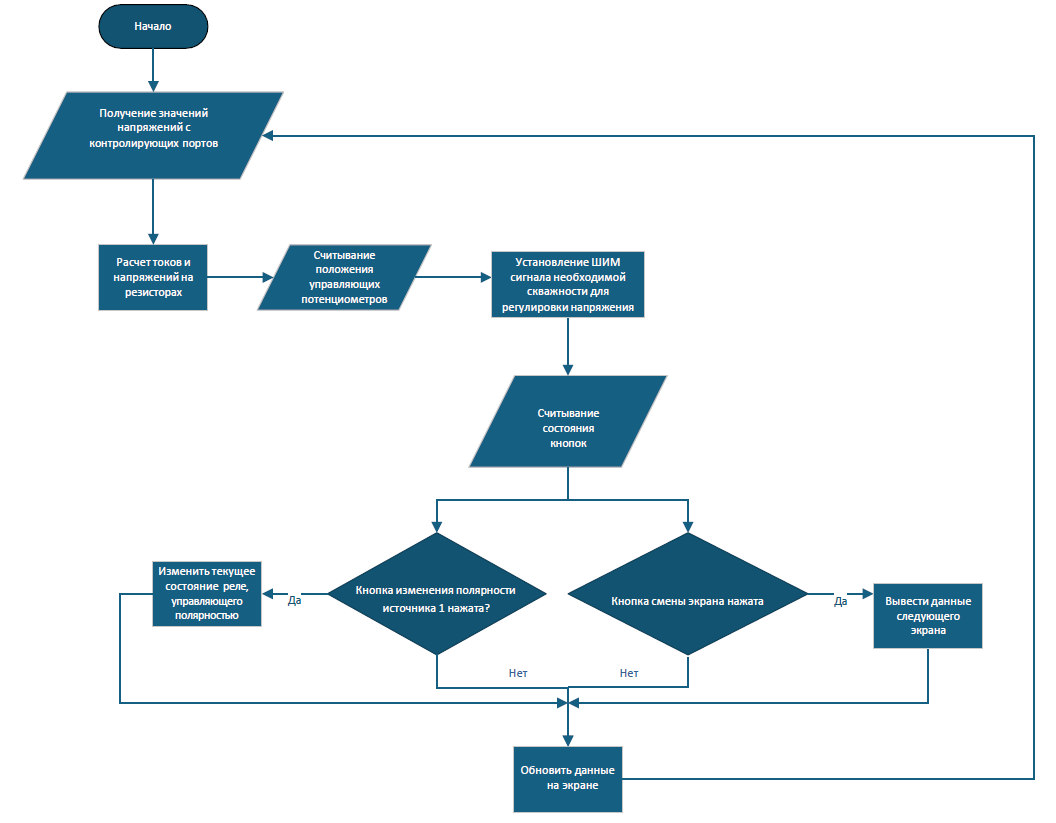 Начало
Получение значений
напряжений с
контролирующих портов
Расчет токов и
напряжений на
резисторах
Считывание
положения
управляющих
потенциометров
Установление ШИМ
сигнала необходимой
скважности для
регулировки напряжения
Считывание
состояния
кнопок
Изменить текущее
состояние реле,
управляющего
полярностью
Да
Кнопка изменения полярности
источника 1 нажата?
Кнопка смены экрана нажата
Да
Вывести данные
следующего
экрана
Нет
Нет
Обновить данные
на экране